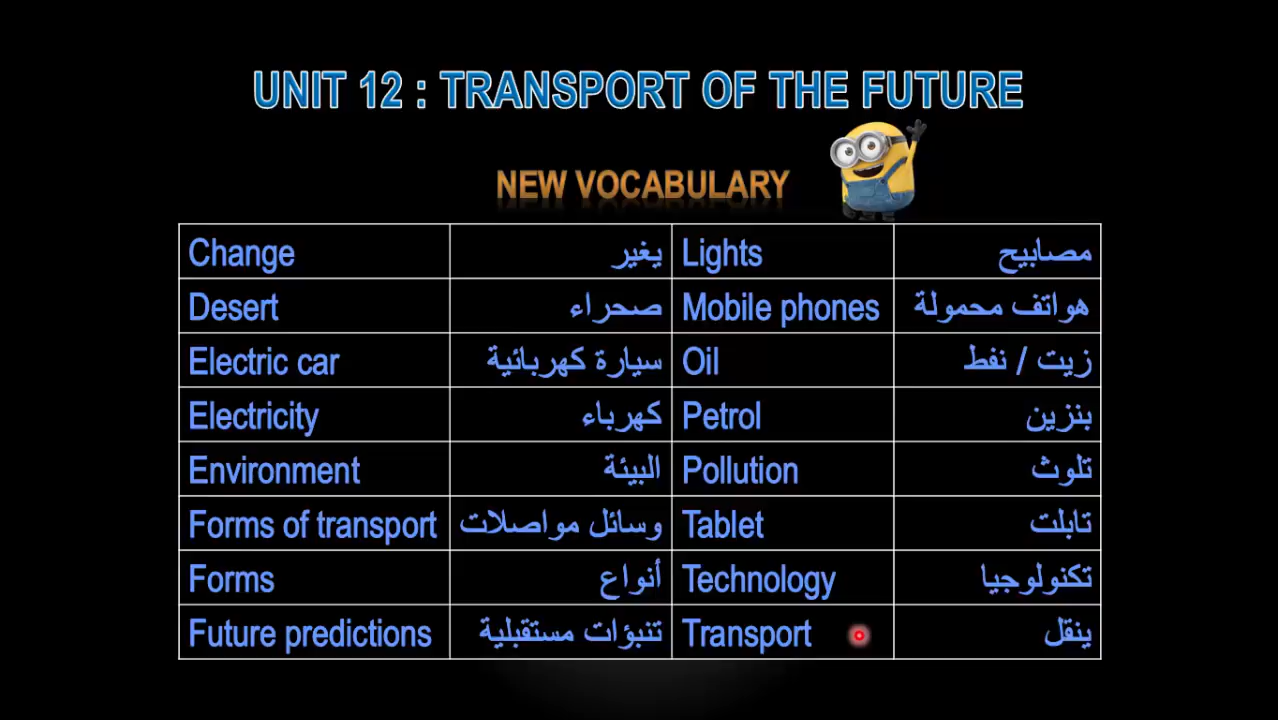 UNIT 12 : TRANSPORT OF THE FUTURE
NEW VOCABULARY
Change يغير Lights مصابيح
Desert صحراء Mobile phones هواتف محمولة
Electric car سيارة كهربائية Oil زيت / نفط
Electricity كهرباء Petrol بنزين
Environment البيئة Pollution تلوث
Forms of transport وسائل مواصلات Tablet تابلت
Forms أنواع Technology تكنولوجيا
Future predictions تنبؤات مستقبلية Transport ينقل